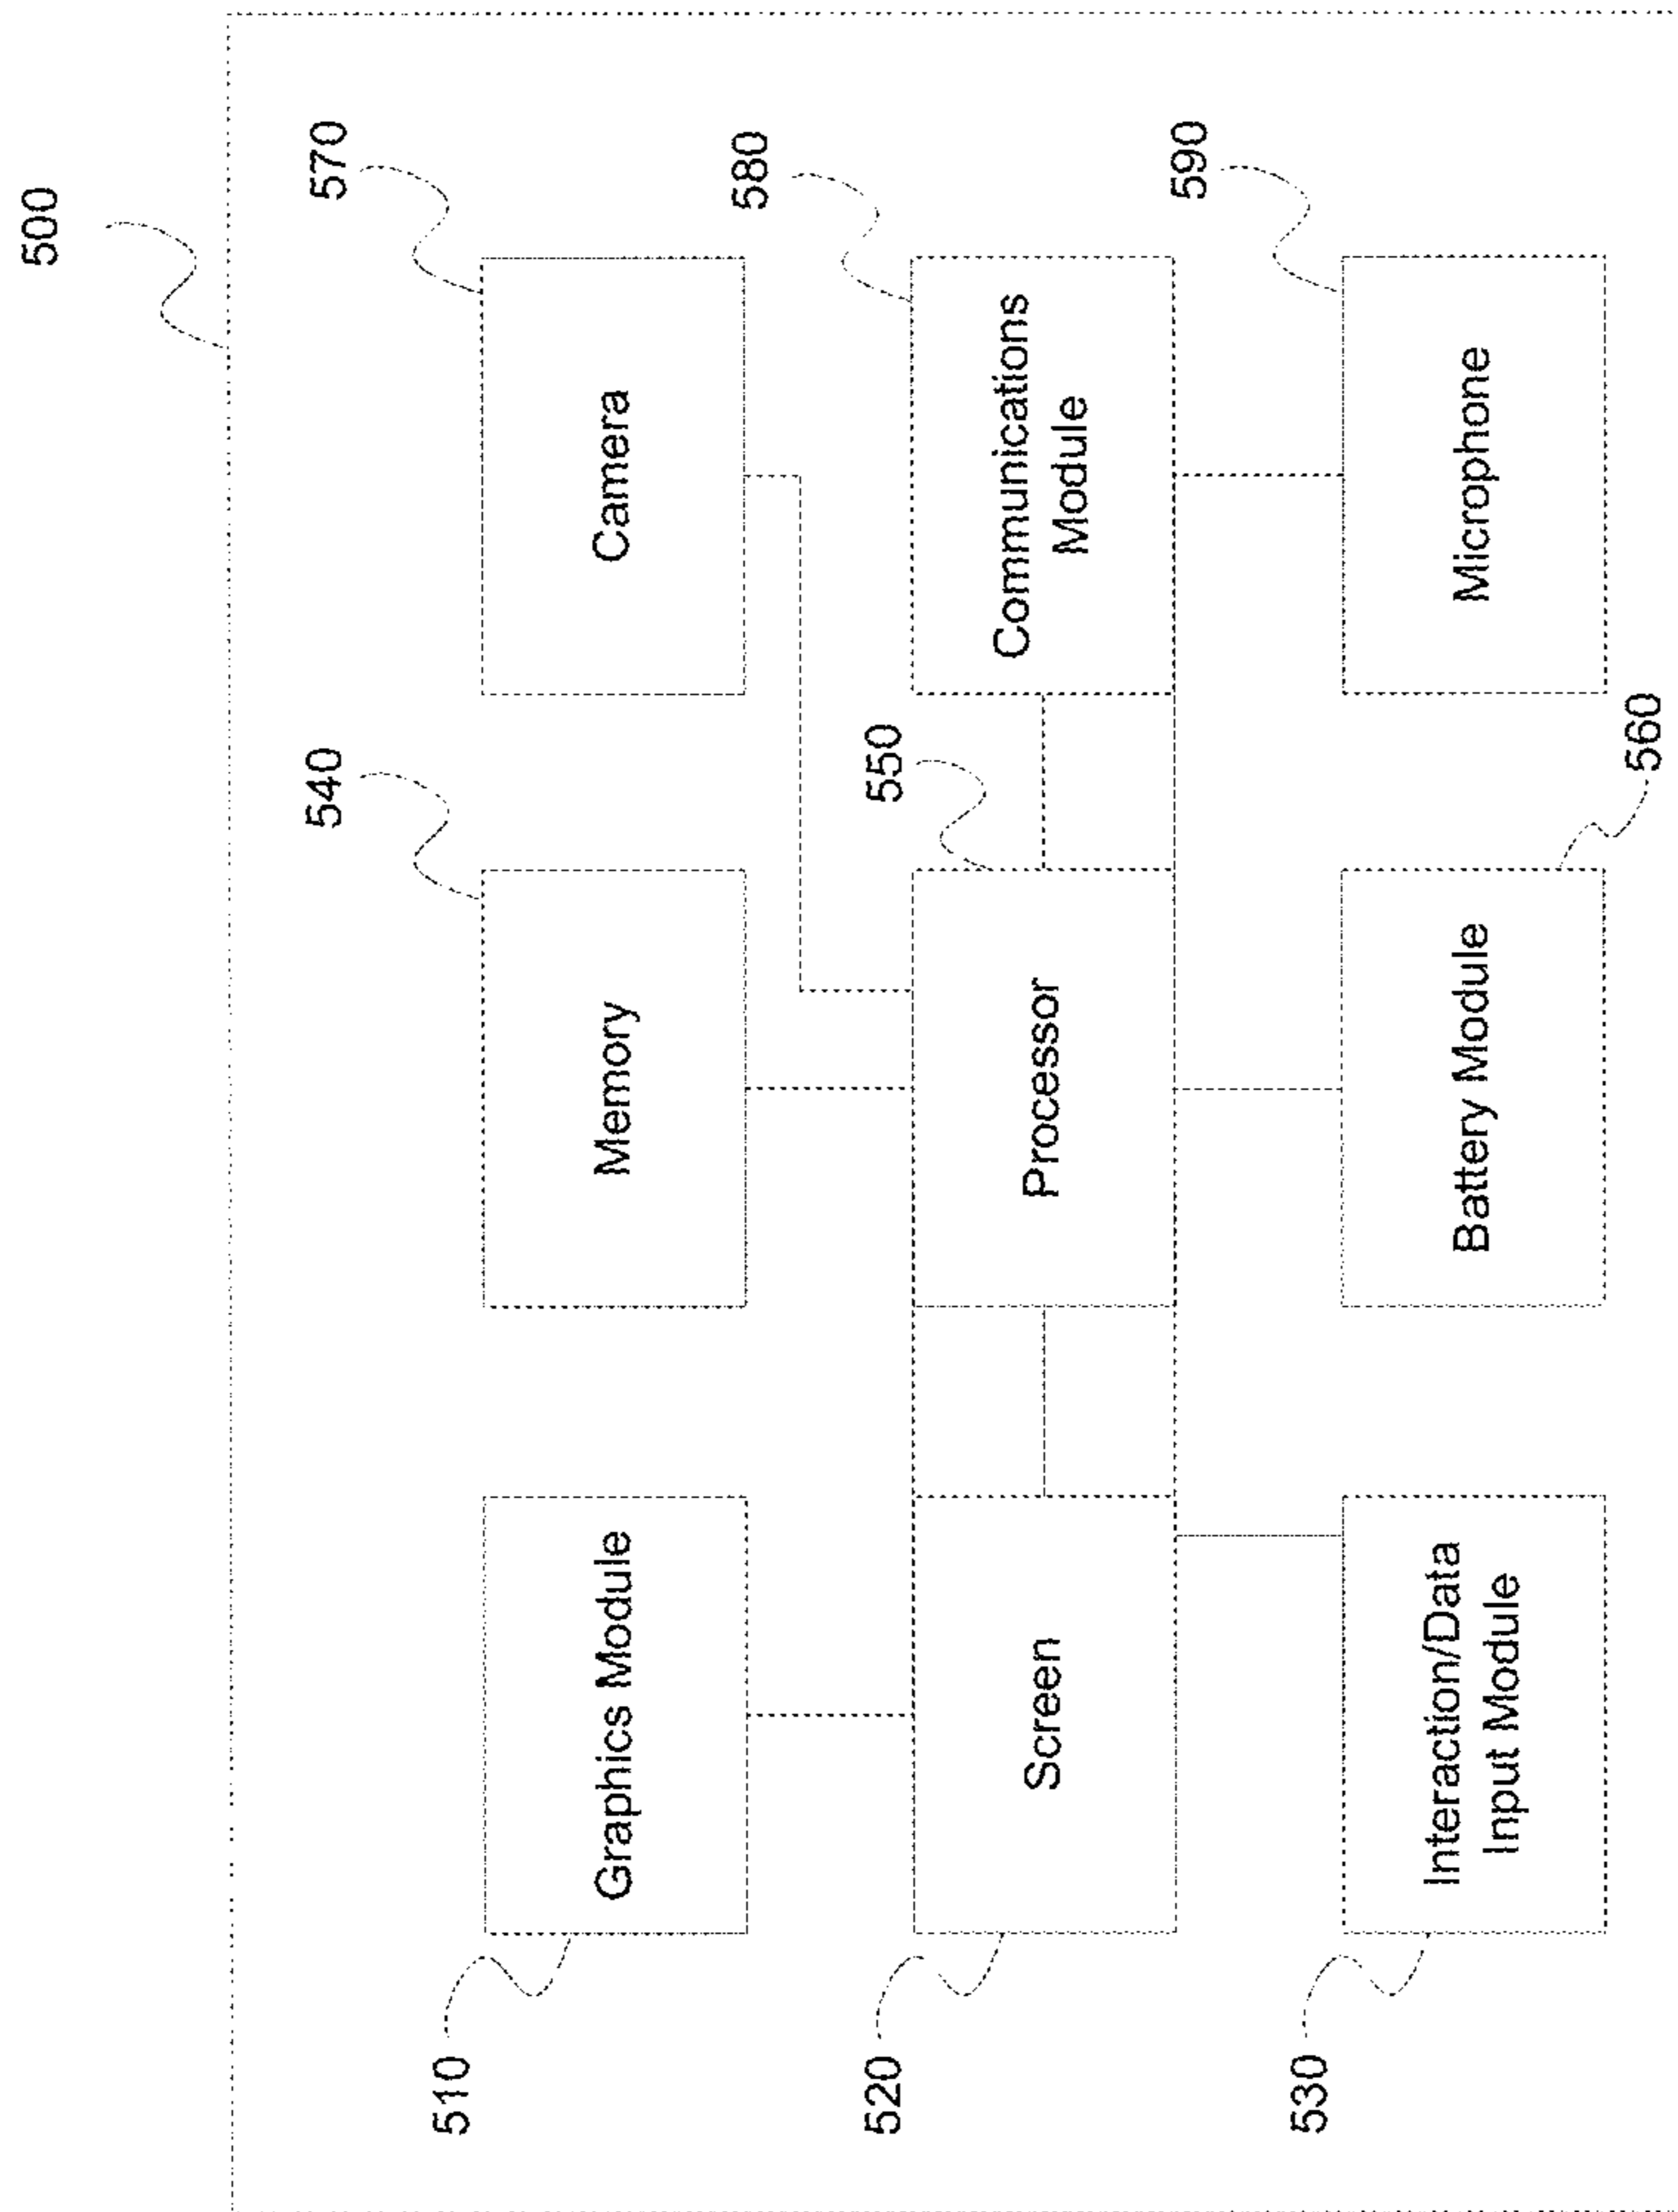 500
510
Graphics Module
540
Memory
570
Camera
520
Screen
550
Processor
580
Communications
Module
530
Interaction/Data
Input Module
560
Battery Module
590
Microphone